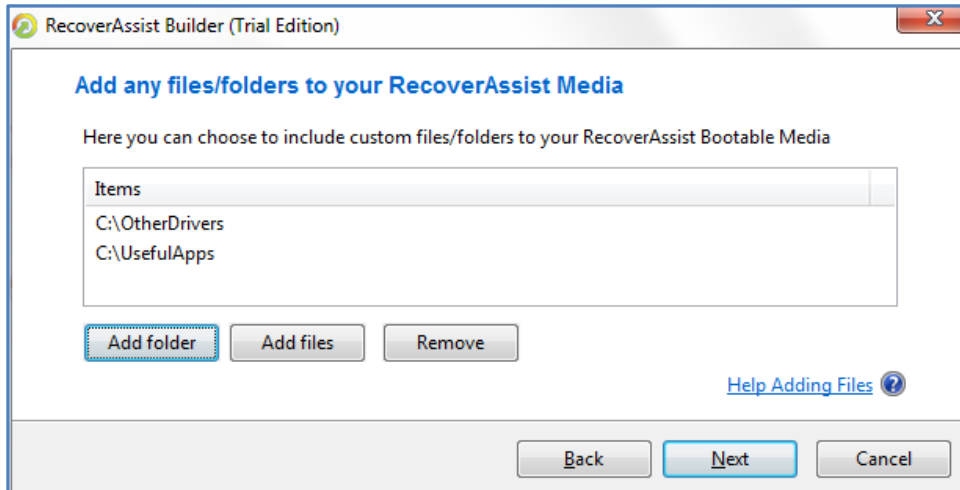 RecoverAssist Builder (Trial Edition)
Add any files/folders to your RecoverAssist Media
Here you can choose to include custom files/folders to your RecoverAssist Bootable Media
Items
C:\OtherDrivers
C:\UsefulApps
Add folder Add files Remove
Help Adding Files ?
Back Next Cancel